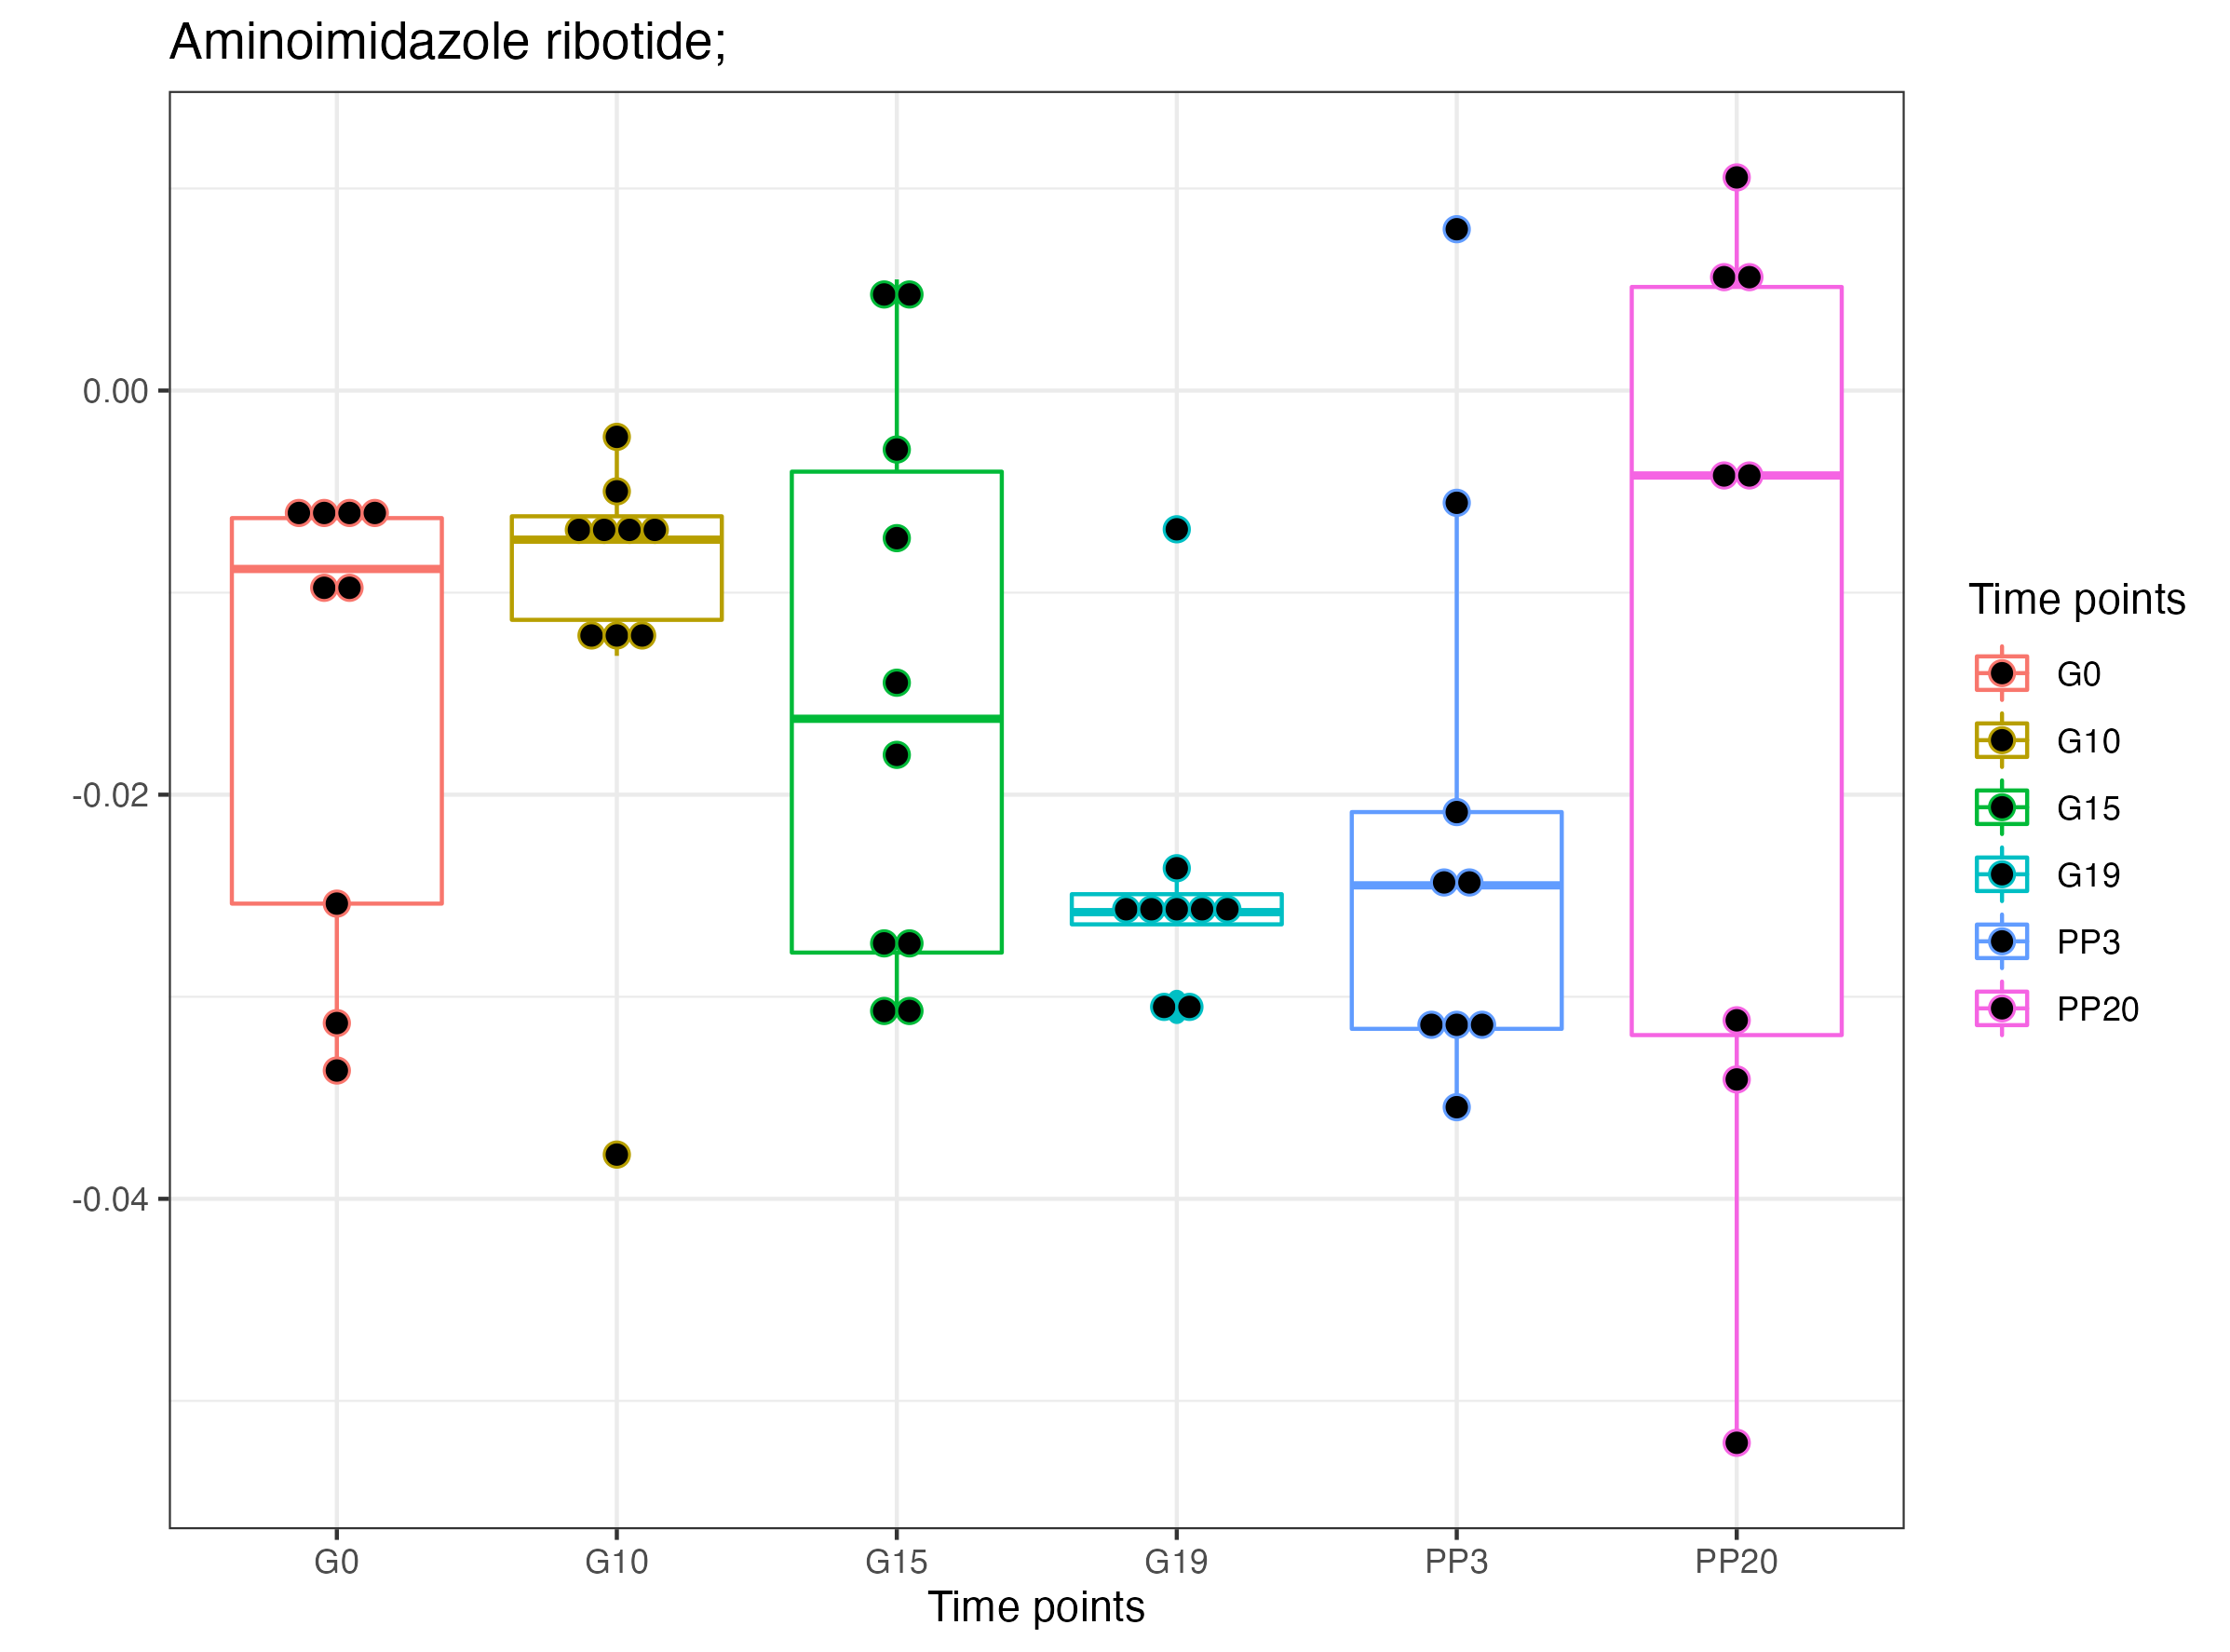 Aminoimidazole ribotide;
0.00
-0.02
-0.04
G0
G10
G15
G19
PP3
PP20
Time points
Time points
G0
G10
G15
G19
PP3
PP20